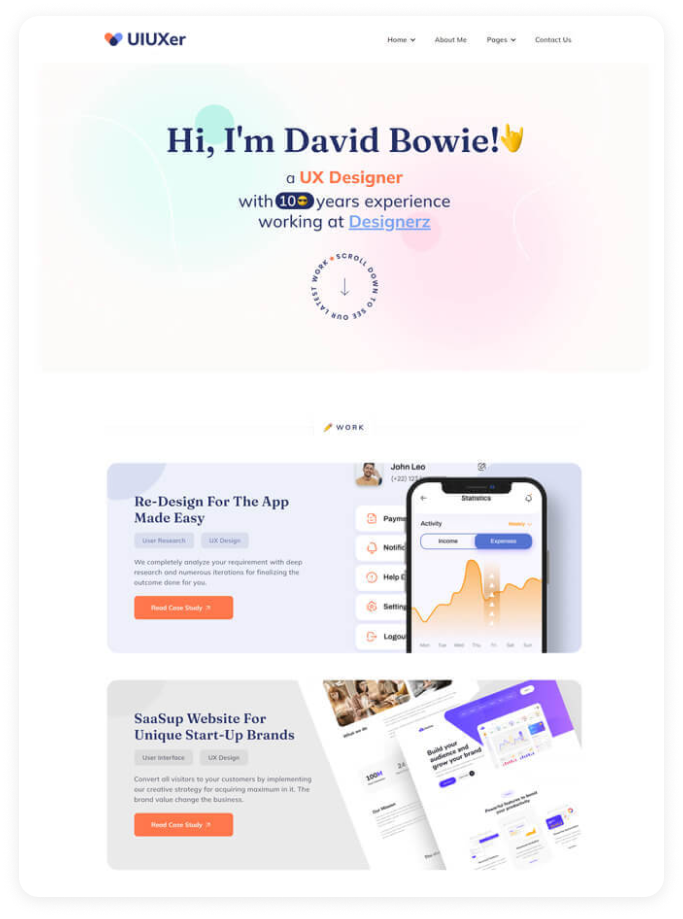 UIUXer
Home
About Me
Pages
Contact Us
Hi, I'm David Bowie!
a UX Designer
with 10 years experience
working at Designerz
SCROLL DOWN TO SEE OUR LATEST WORK
WORK
Re-Design For The App
Made Easy
User Research
UX Design
We completely analyze your requirement with deep
research and numerous iterations for finalizing the
outcome done for you.
Read Case Study
John Leo
(+22) 123
Payme
Notific
Help
Setting
Logout
Statistics
Activity
Weekly
Income
Expenses
Mon Tue Wed Thu Fri Sat Sun
SaaSup Website For
Unique Start-Up Brands
User Interface
UX Design
Convert all visitors to your customers by implementing
our creative strategy for acquiring maximum in it. The
brand value change the business.
Read Case Study
What we do
100M
Our Mission
Build your
audience and
grow your brand
Powerful features to boost
your productivity